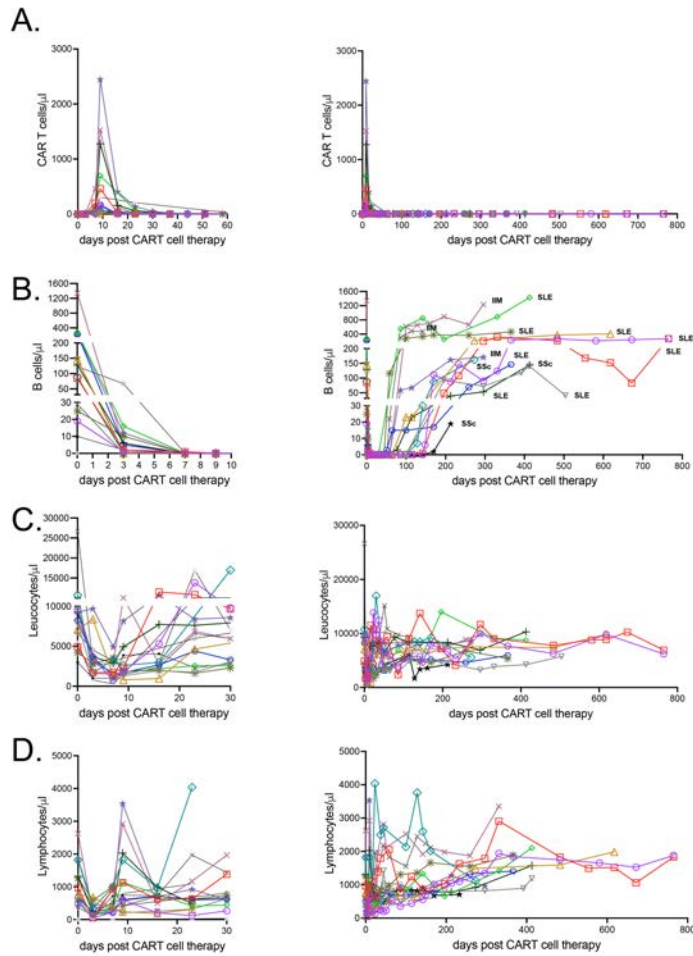 A.
3000
2000
1000
0
CAR T cells/µl
0 10 20 30 40 50 60
days post CART cell therapy
3000
2000
1000
0
CAR T cells/µl
0 100 200 300 400 500 600 700 800
days post CART cell therapy
B.
1600
1400
1200
1000
800
600
400
200
150
100
50
30
20
10
0
B cells/µl
0 1 2 3 4 5 6 7 8 9 10
days post CART cell therapy
1600
1400
1200
1000
800
600
400
200
150
100
50
30
20
10
0
B cells/µl
IIM
SLE
IIM
SLE
SLE
SLE
IIM
SLE
SLE
SSc
SSc
SLE
SLE
SSc
0 100 200 300 400 500 600 700 800
days post CART cell therapy
C.
30000
25000
20000
15000
10000
5000
0
Leucocytes/µl
0 10 20 30
days post CART cell therapy
30000
20000
10000
0
Leucocytes/µl
0 200 400 600 800
days post CART cell therapy
D.
5000
4000
3000
2000
1000
0
Lymphocytes/µl
0 10 20 30
days post CART cell therapy
5000
4000
3000
2000
1000
0
Lymphocytes/µl
0 200 400 600 800
days post CART cell therapy